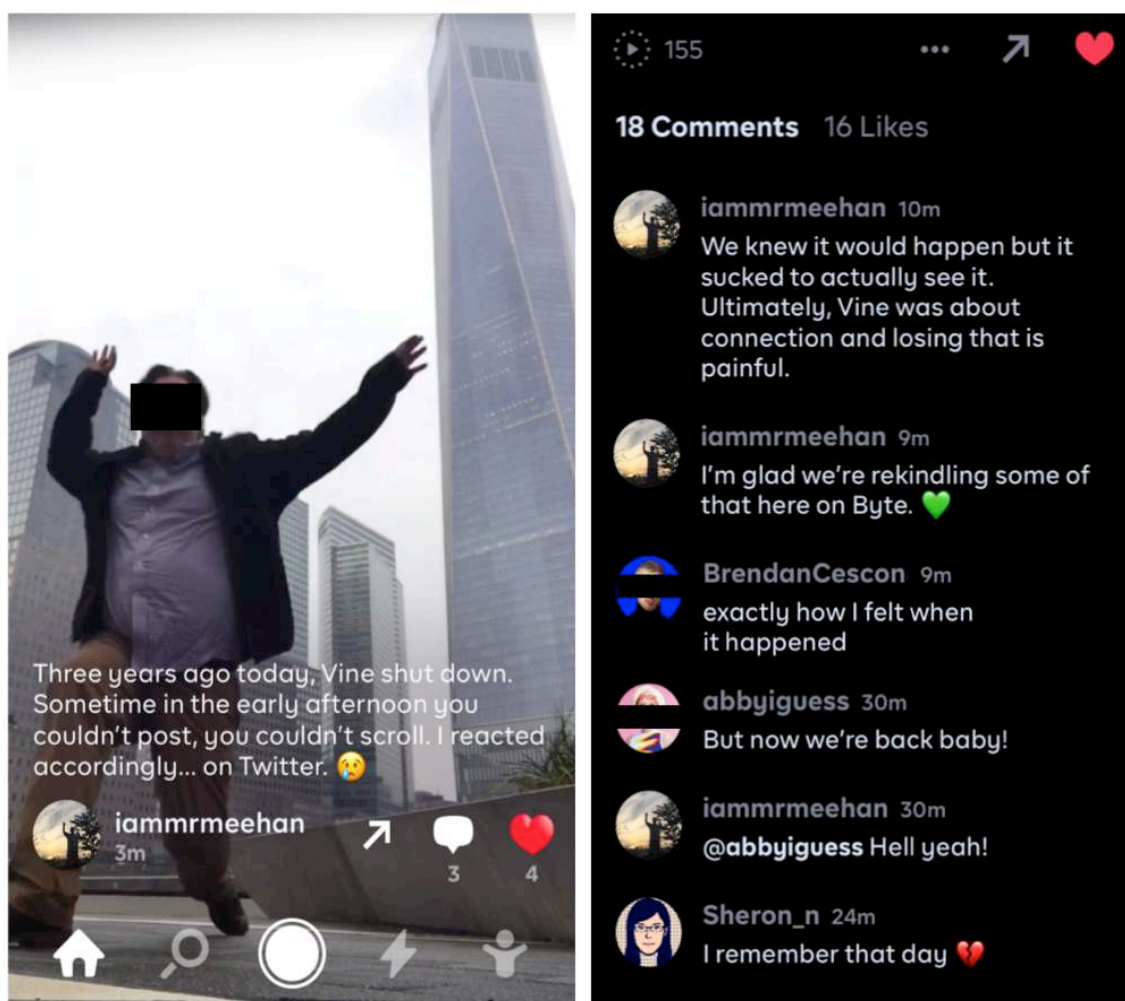 Three years ago today, Vine shut down.
Sometime in the early afternoon you
couldn't post, you couldn't scroll. I reacted
accordingly... on Twitter. 😢
iammrmeehan
3m
3
4
155
18 Comments 16 Likes
iammrmeehan 10m
We knew it would happen but it
sucked to actually see it.
Ultimately, Vine was about
connection and losing that is
painful.
iammrmeehan 9m
I'm glad we're rekindling some of
that here on Byte. 💚
BrendanCescon 9m
exactly how I felt when
it happened
abbyiguess 30m
But now we're back baby!
iammrmeehan 30m
@abbyiguess Hell yeah!
Sheron_n 24m
I remember that day 💔